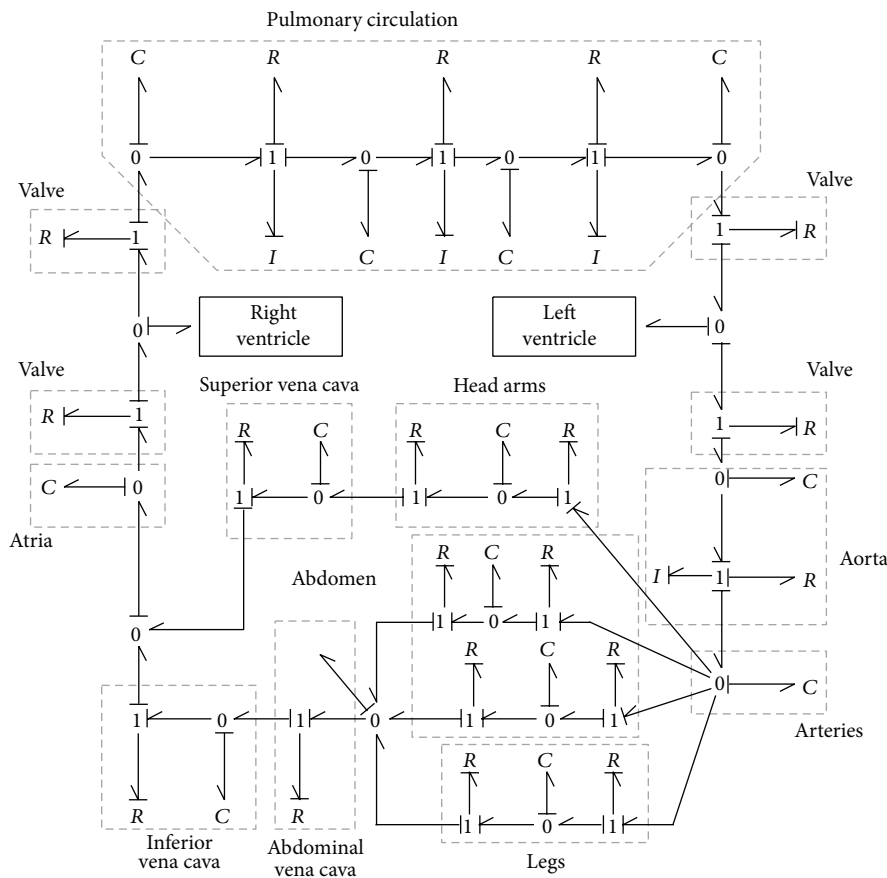 Pulmonary circulation
C R R R C
0 1 0 1 0 1 0
Valve Valve
R 1 1 R
I C I C I
0 Right ventricle Left ventricle 0
Valve Superior vena cava Head arms Valve
R 1 R C R C R 1 R
C 0 1 0 1 0 1 0 C
Atria
Abdomen R C R I 1 R Aorta
0 1 0 1
R C R
0 C
1 0 1 0 1 0 1 Arteries
R C R
R C R 1 0 1
Inferior vena cava Abdominal vena cava Legs